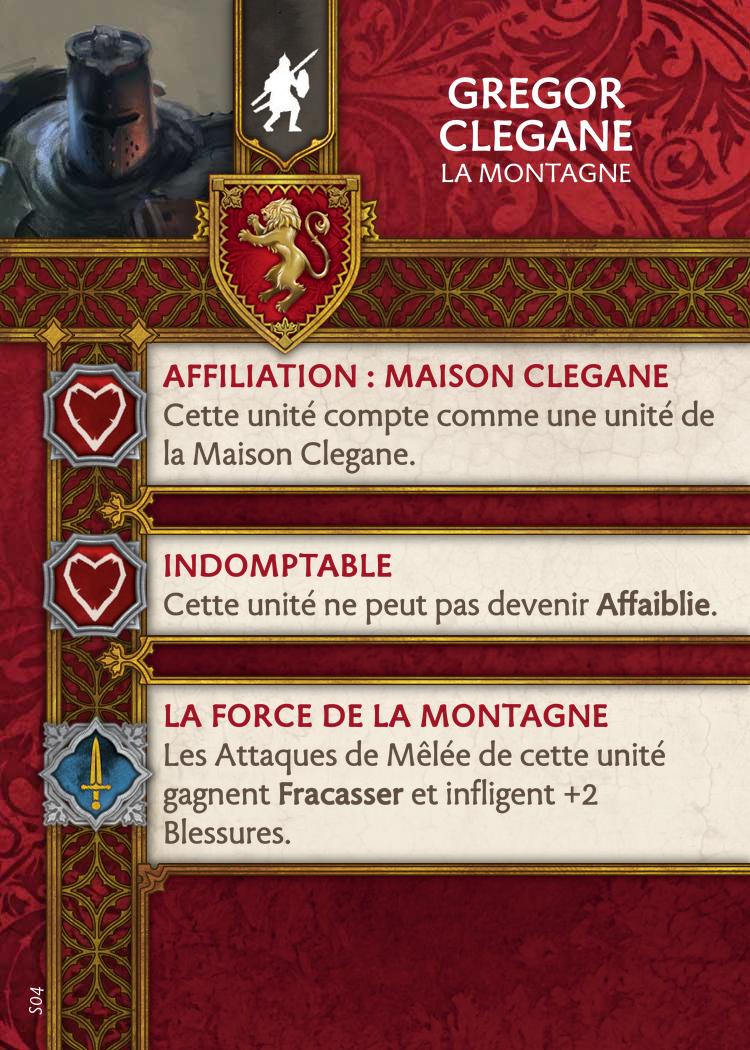 GREGOR
CLEGANE
LA MONTAGNE
AFFILIATION : MAISON CLEGANE
Cette unité compte comme une unité de
la Maison Clegane.
INDOMPTABLE
Cette unité ne peut pas devenir Affaiblie.
LA FORCE DE LA MONTAGNE
Les Attaques de Mêlée de cette unité
gagnent Fracasser et infligent +2
Blessures.
S04